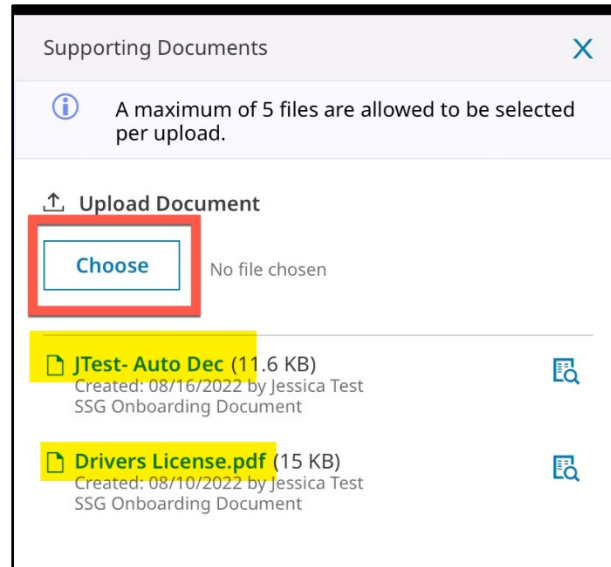 Supporting Documents
A maximum of 5 files are allowed to be selected
per upload.
Upload Document
Choose
No file chosen
JTest- Auto Dec (11.6 KB)
Created: 08/16/2022 by Jessica Test
SSG Onboarding Document
Drivers License.pdf (15 KB)
Created: 08/10/2022 by Jessica Test
SSG Onboarding Document